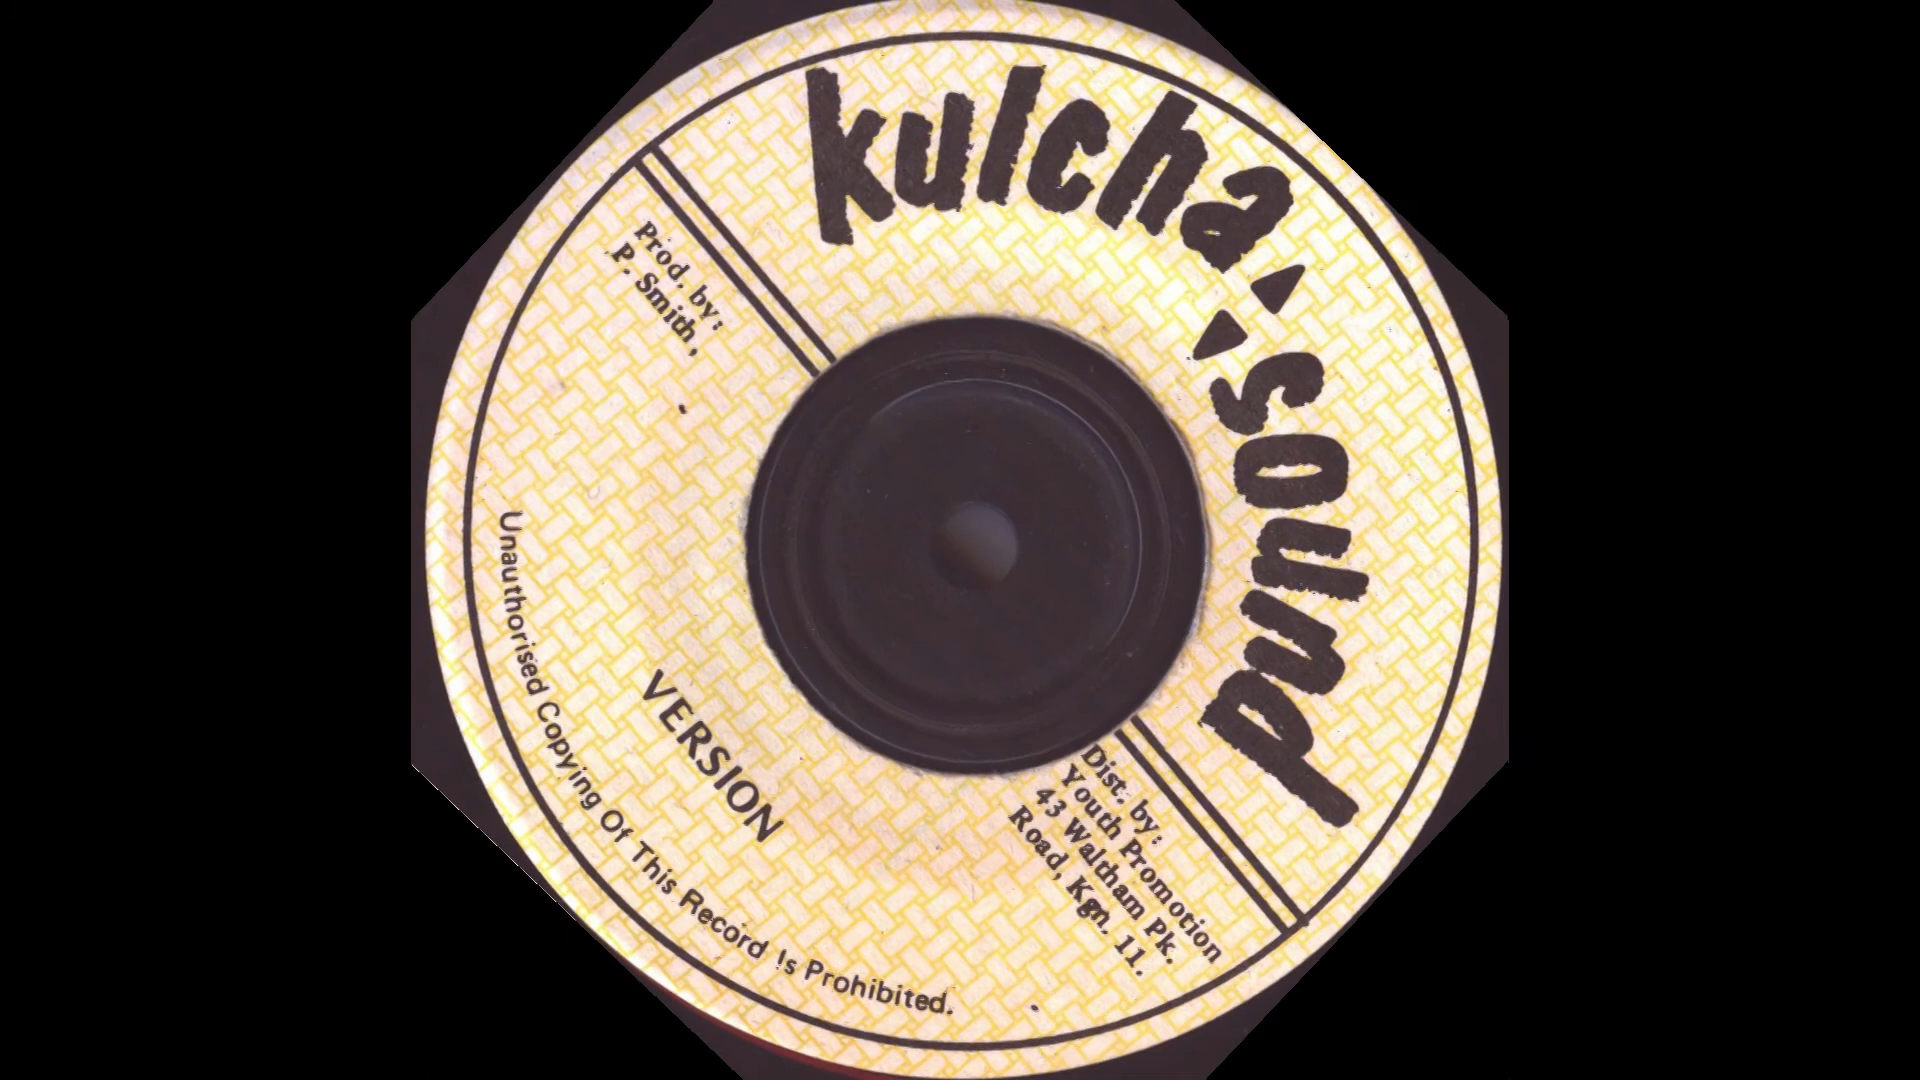 kulcha sound
Prod. by:
P. Smith,
Dist. by:
Youth Promotion
43 Waltham Pk.
Road, Kgn. 11.
VERSION
Unauthorised Copying Of This Record Is Prohibited.